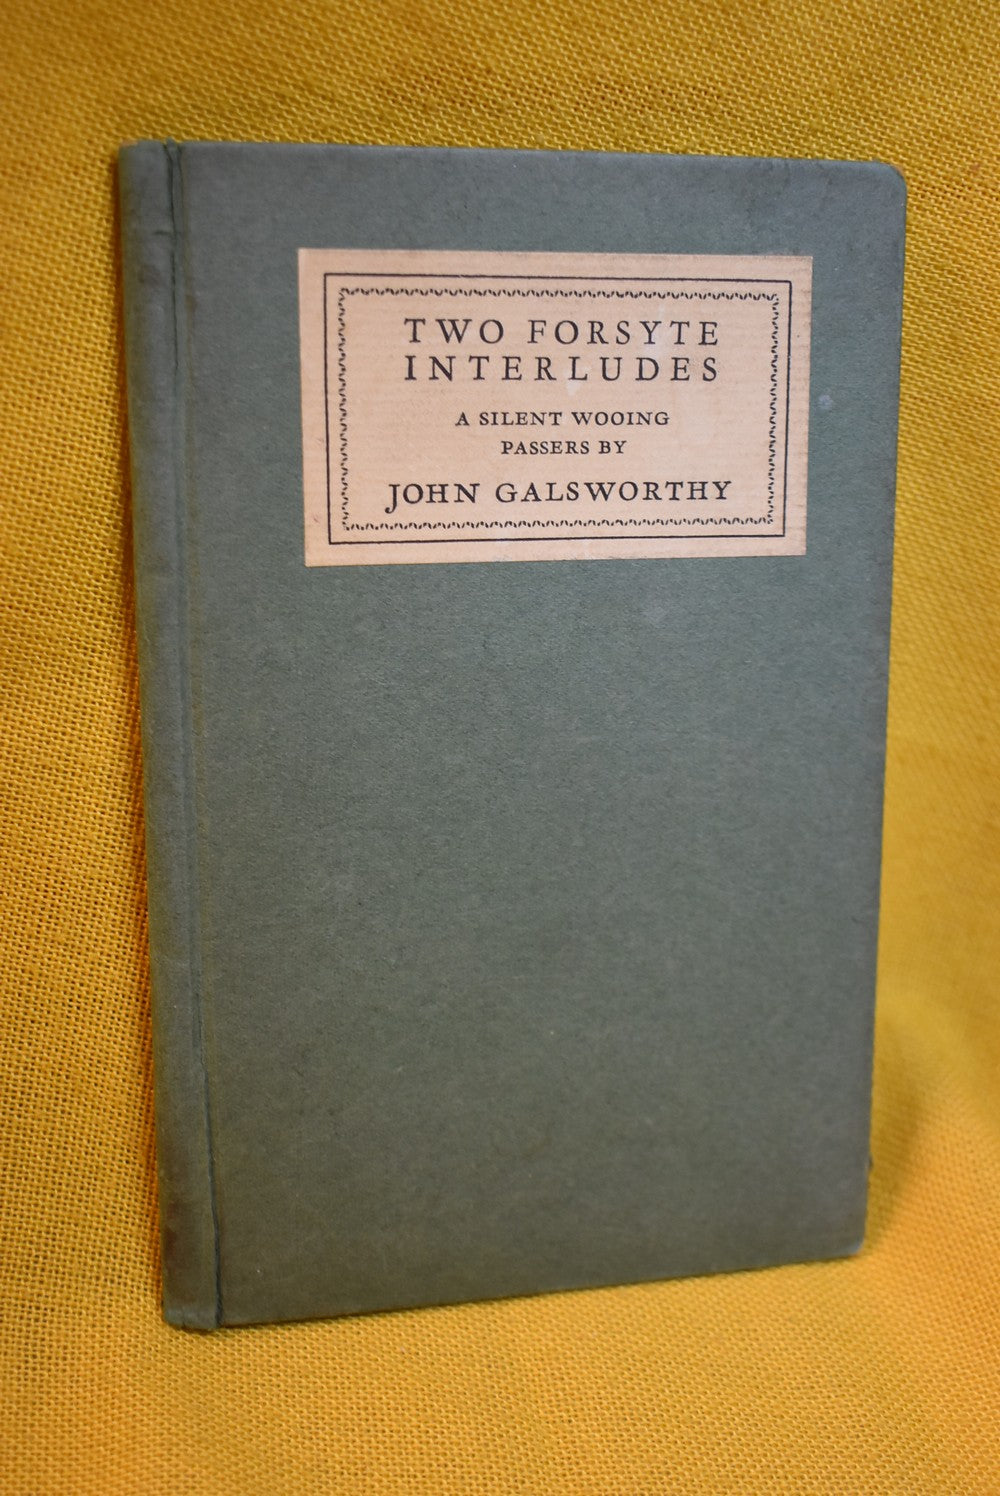 TWO FORSYTE
INTERLUDES
A SILENT WOOING
PASSERS BY
JOHN GALSWORTHY